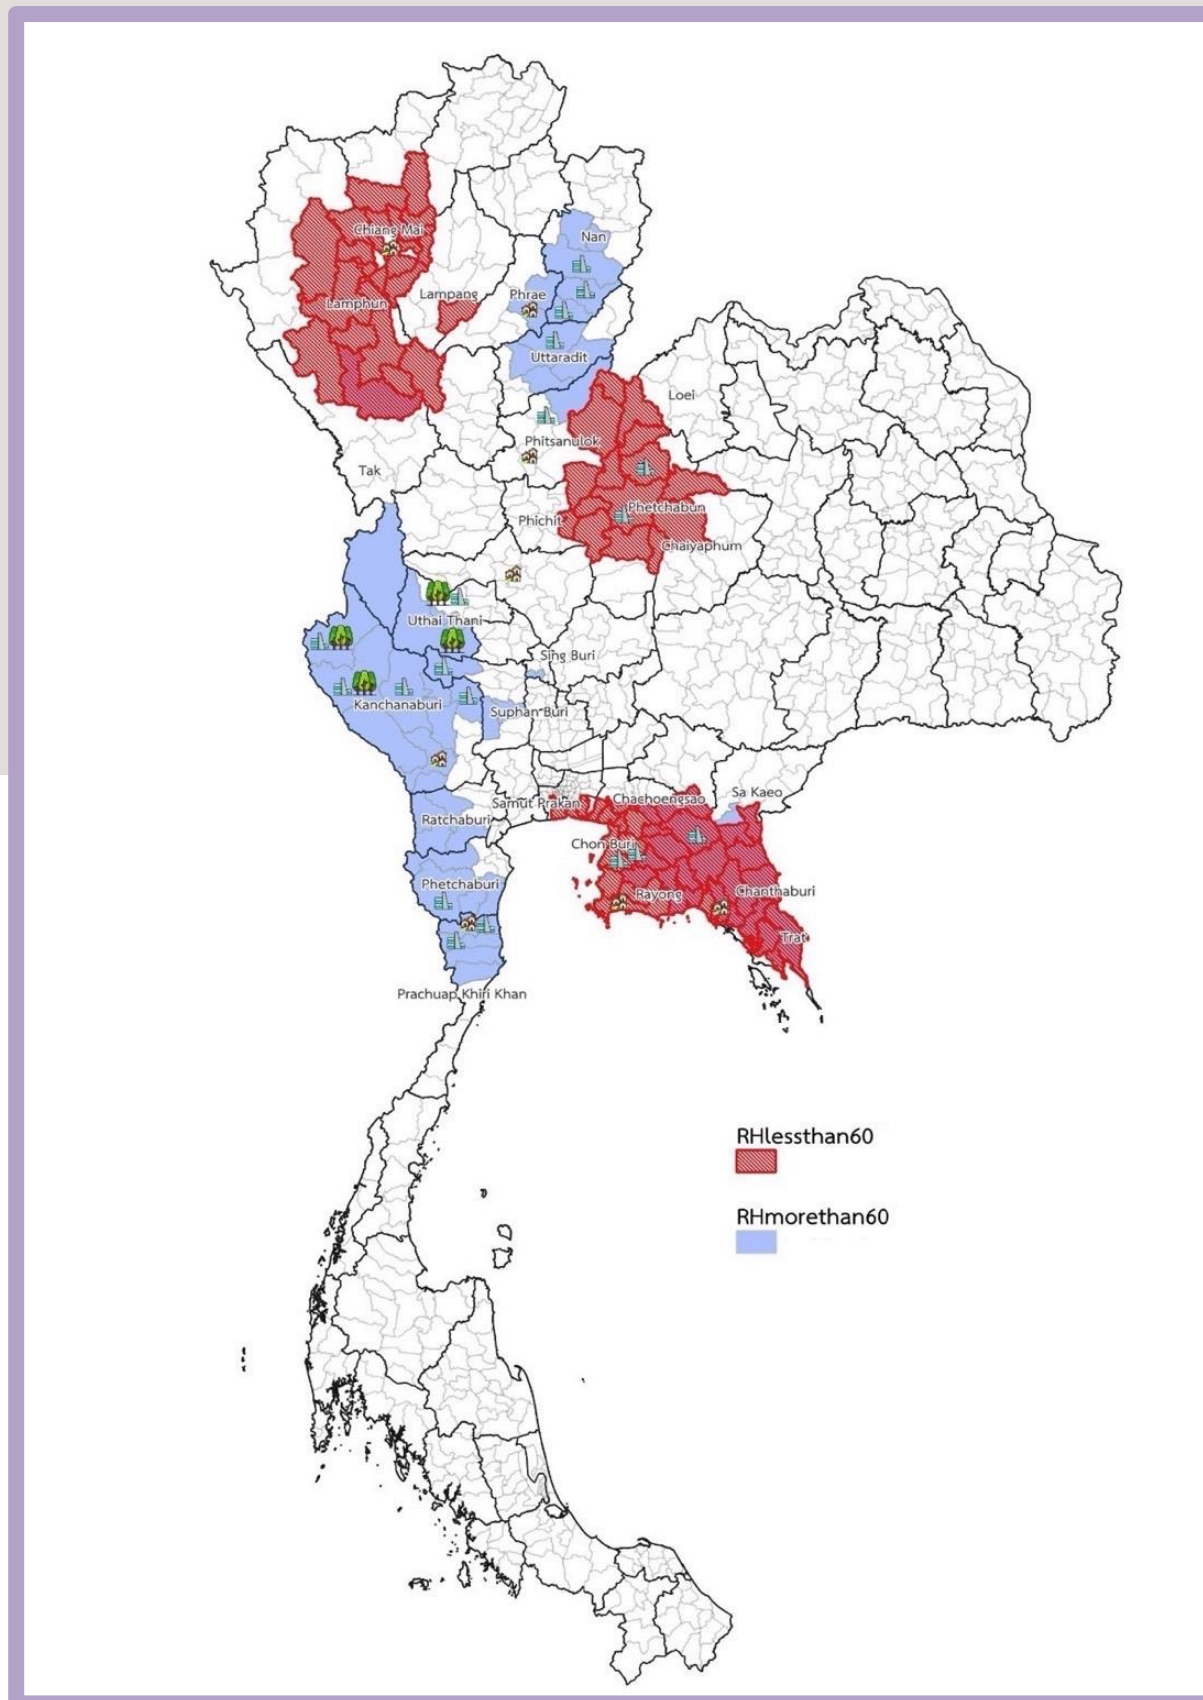 Nan
Chiang Mai
Lampang
Phrae
Lamphun
Uttaradit
Loei
Phitsanulok
Tak
Phetchabun
Phichit
Chaiyaphum
Uthai Thani
Sing Buri
Kanchanaburi
Suphan Buri
Sa Kaeo
Samut Prakan
Chachoengsao
Ratchaburi
Chon Buri
Phetchaburi
Rayong
Chanthaburi
Trat
Prachuap Khiri Khan
RHlessthan60
RHmorethan60